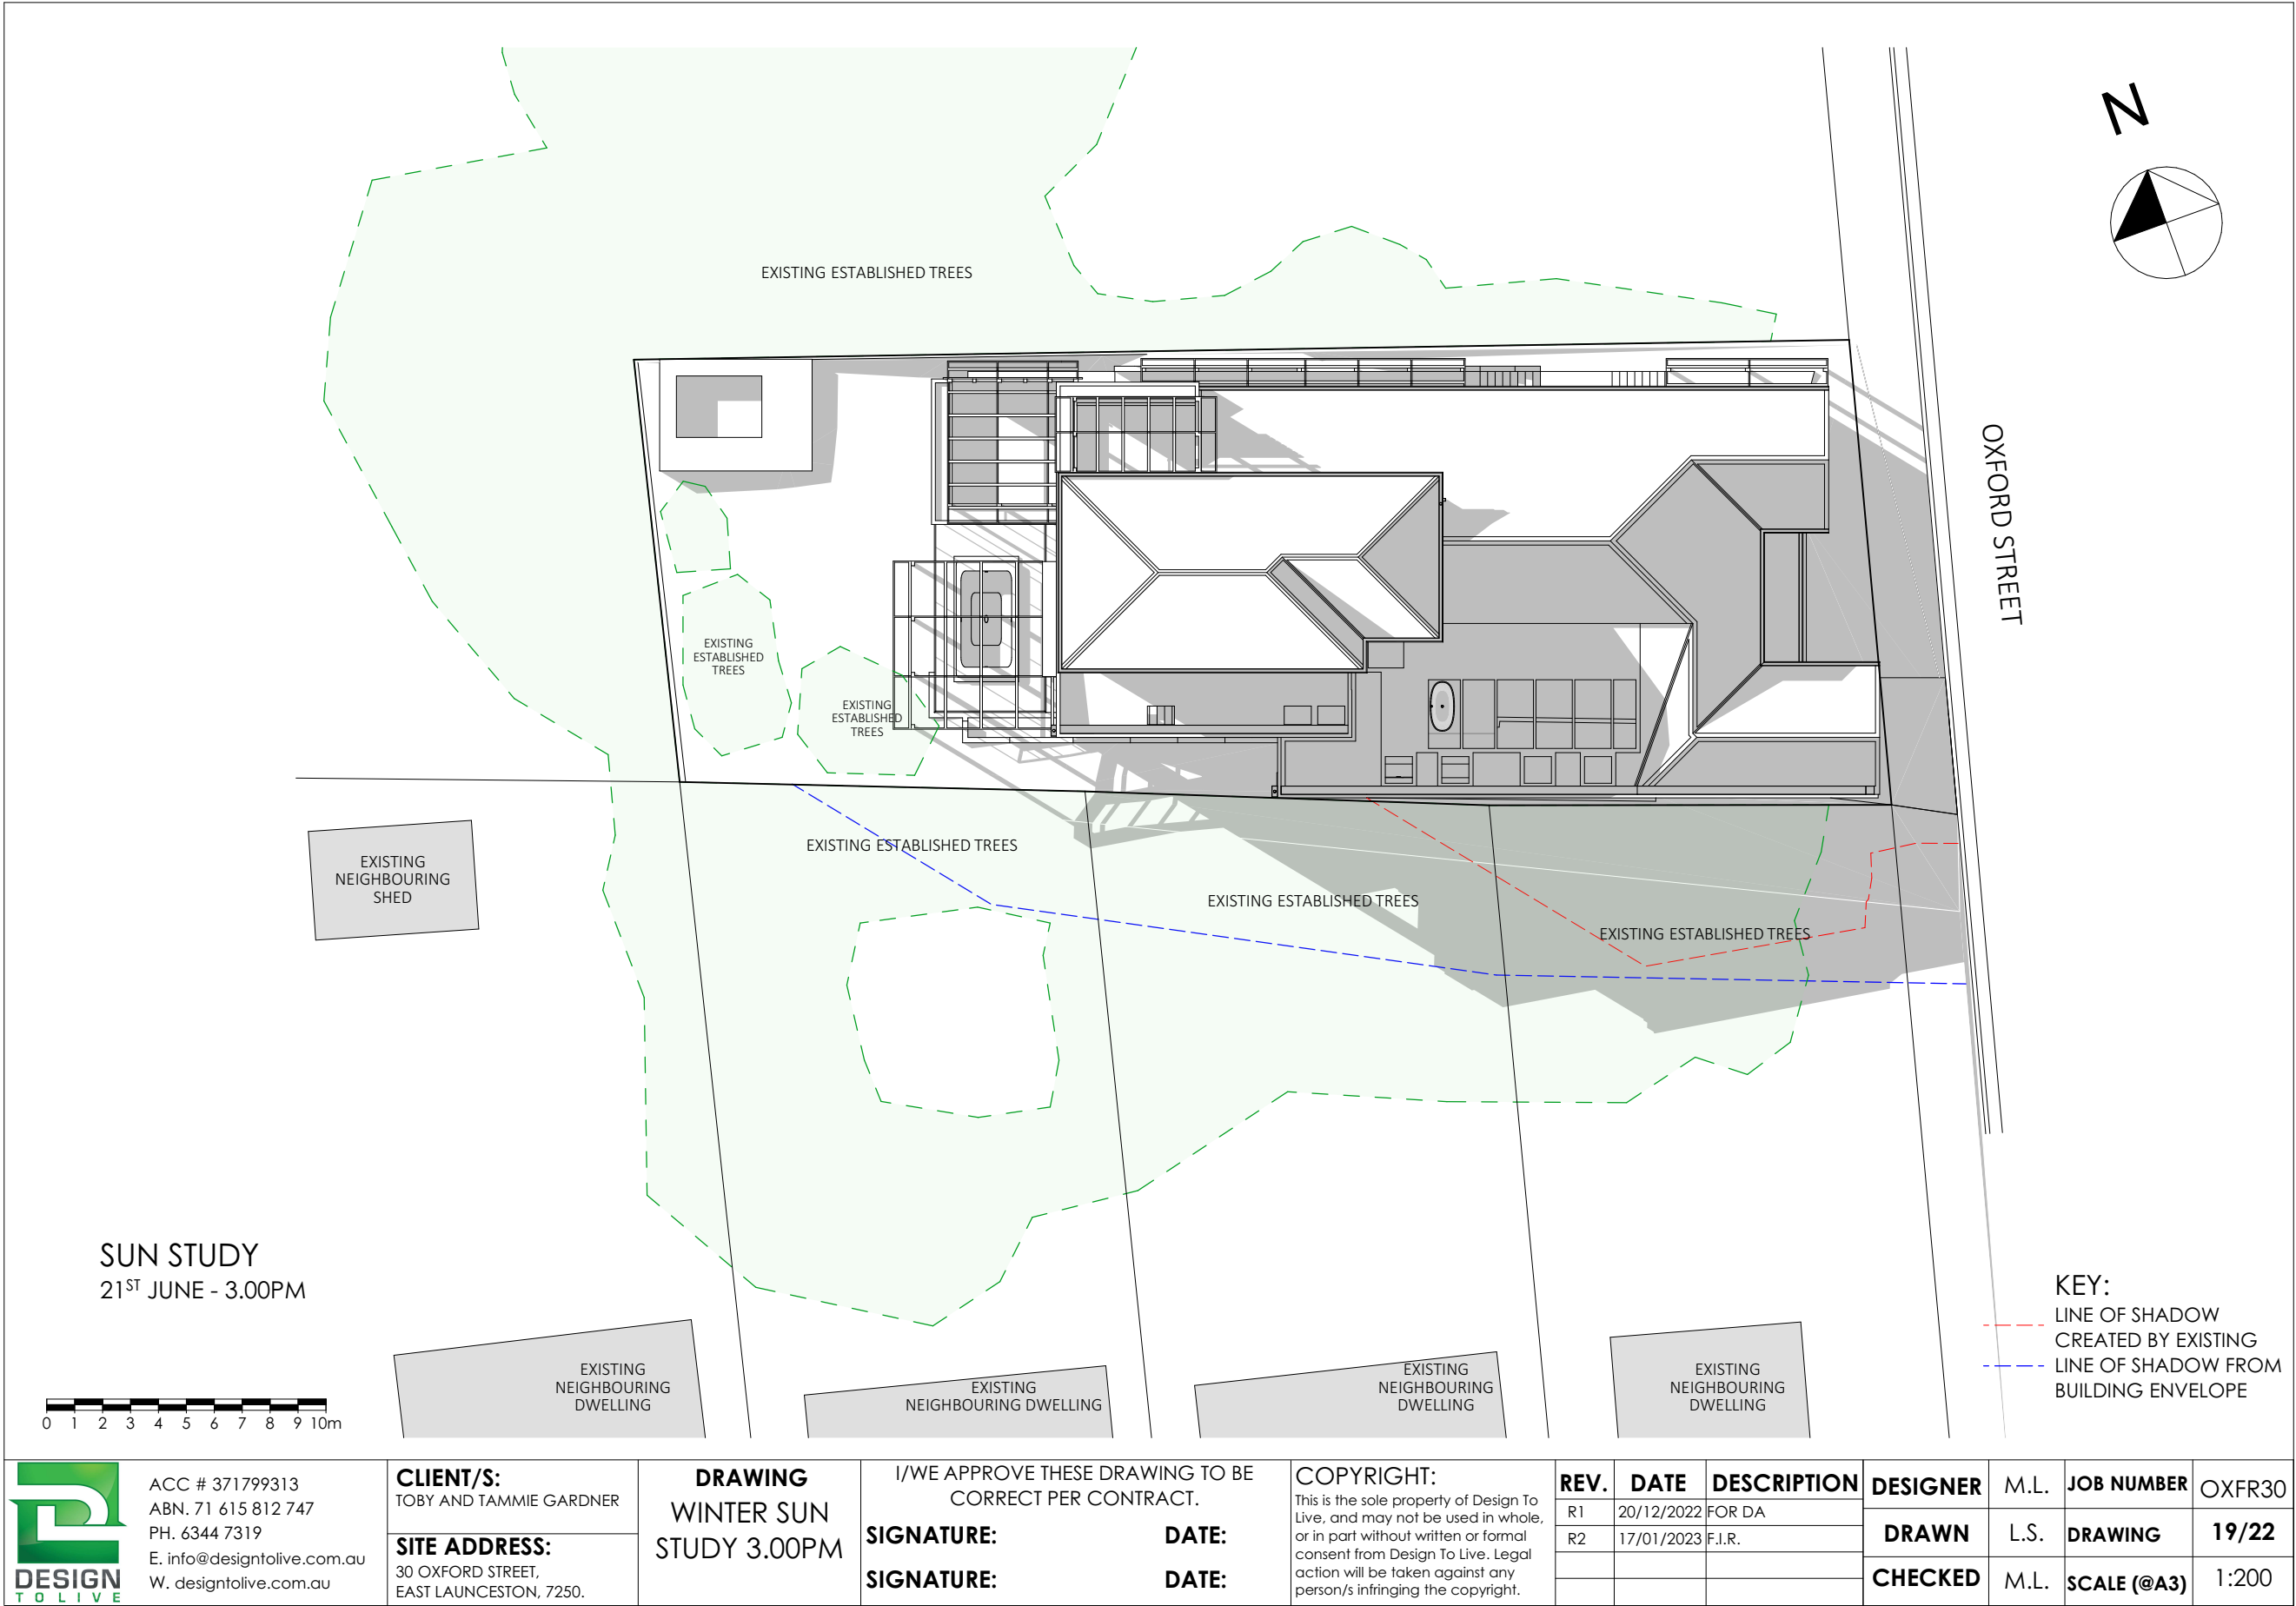 N
EXISTING ESTABLISHED TREES
OXFORD STREET
EXISTING
ESTABLISHED
TREES
EXISTING
ESTABLISHED
TREES
EXISTING ESTABLISHED TREES
EXISTING
NEIGHBOURING
SHED
EXISTING ESTABLISHED TREES
EXISTING ESTABLISHED TREES
SUN STUDY
21ST JUNE - 3.00PM
KEY:
LINE OF SHADOW
CREATED BY EXISTING
LINE OF SHADOW FROM
BUILDING ENVELOPE
EXISTING
NEIGHBOURING
DWELLING
EXISTING
NEIGHBOURING DWELLING
EXISTING
NEIGHBOURING
DWELLING
EXISTING
NEIGHBOURING
DWELLING
0 1 2 3 4 5 6 7 8 9 10m
DESIGN
TO LIVE
ACC # 371799313
ABN. 71 615 812 747
PH. 6344 7319
E. info@designtolive.com.au
W. designtolive.com.au
CLIENT/S:
TOBY AND TAMMIE GARDNER
SITE ADDRESS:
30 OXFORD STREET,
EAST LAUNCESTON, 7250.
DRAWING
WINTER SUN
STUDY 3.00PM
I/WE APPROVE THESE DRAWING TO BE
CORRECT PER CONTRACT.
SIGNATURE: DATE:
SIGNATURE: DATE:
COPYRIGHT:
This is the sole property of Design To
Live, and may not be used in whole,
or in part without written or formal
consent from Design To Live. Legal
action will be taken against any
person/s infringing the copyright.
REV. DATE DESCRIPTION
R1 20/12/2022 FOR DA
R2 17/01/2023 F.I.R.
DESIGNER M.L. JOB NUMBER OXFR30
DRAWN L.S. DRAWING 19/22
CHECKED M.L. SCALE (@A3) 1:200